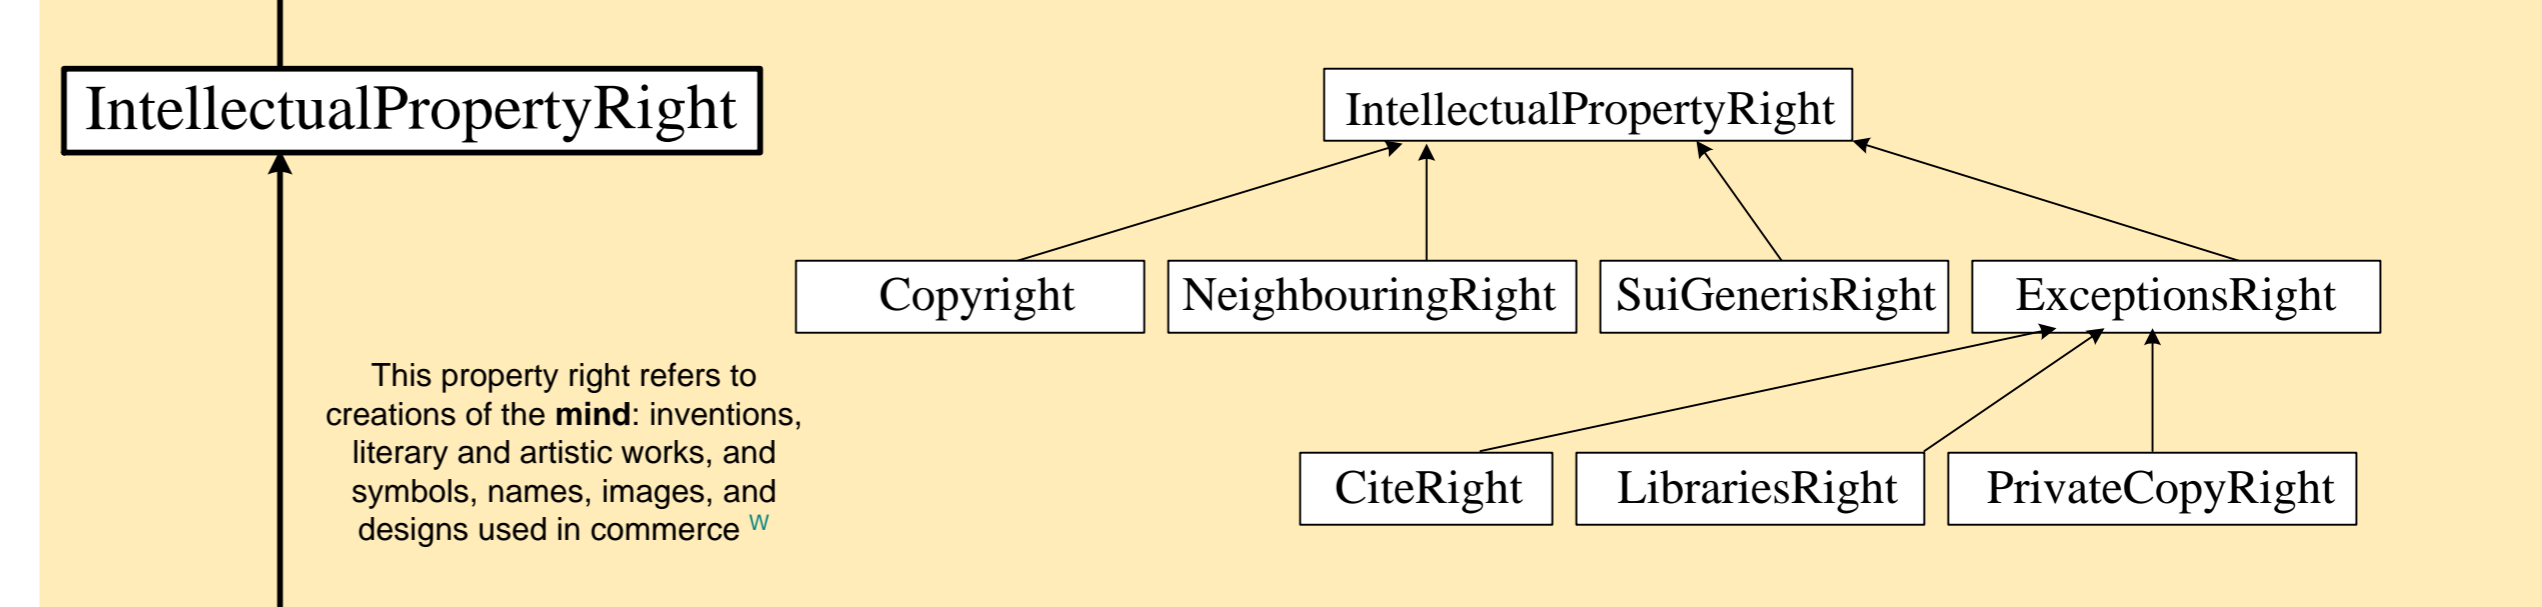 IntellectualPropertyRight
This property right refers to
creations of the mind: inventions,
literary and artistic works, and
symbols, names, images, and
designs used in commerce W
IntellectualPropertyRight
Copyright
NeighbouringRight
SuiGenerisRight
ExceptionsRight
CiteRight
LibrariesRight
PrivateCopyRight